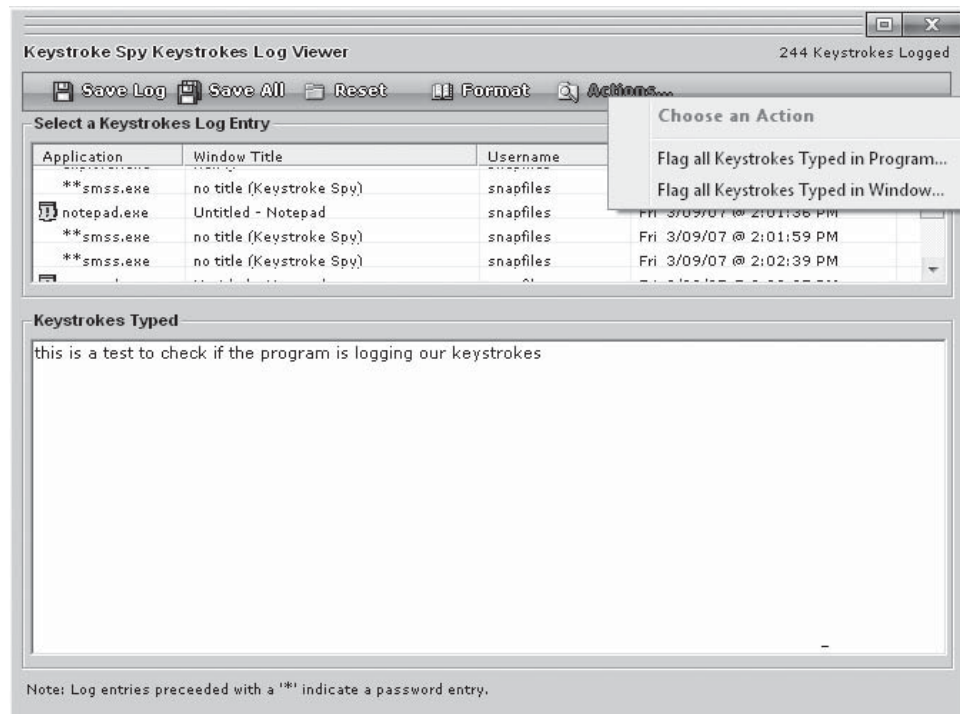 Keystroke Spy Keystrokes Log Viewer 244 Keystrokes Logged
Save Log Save All Reset Format Actions...
Choose an Action
Flag all Keystrokes Typed in Program...
Flag all Keystrokes Typed in Window...
Select a Keystrokes Log Entry
Application Window Title Username
**smss.exe no title (Keystroke Spy) snapfiles
notepad.exe Untitled - Notepad snapfiles Fri 3/09/07 @ 2:01:36 PM
**smss.exe no title (Keystroke Spy) snapfiles Fri 3/09/07 @ 2:01:59 PM
**smss.exe no title (Keystroke Spy) snapfiles Fri 3/09/07 @ 2:02:39 PM
Keystrokes Typed
this is a test to check if the program is logging our keystrokes
Note: Log entries preceeded with a '*' indicate a password entry.